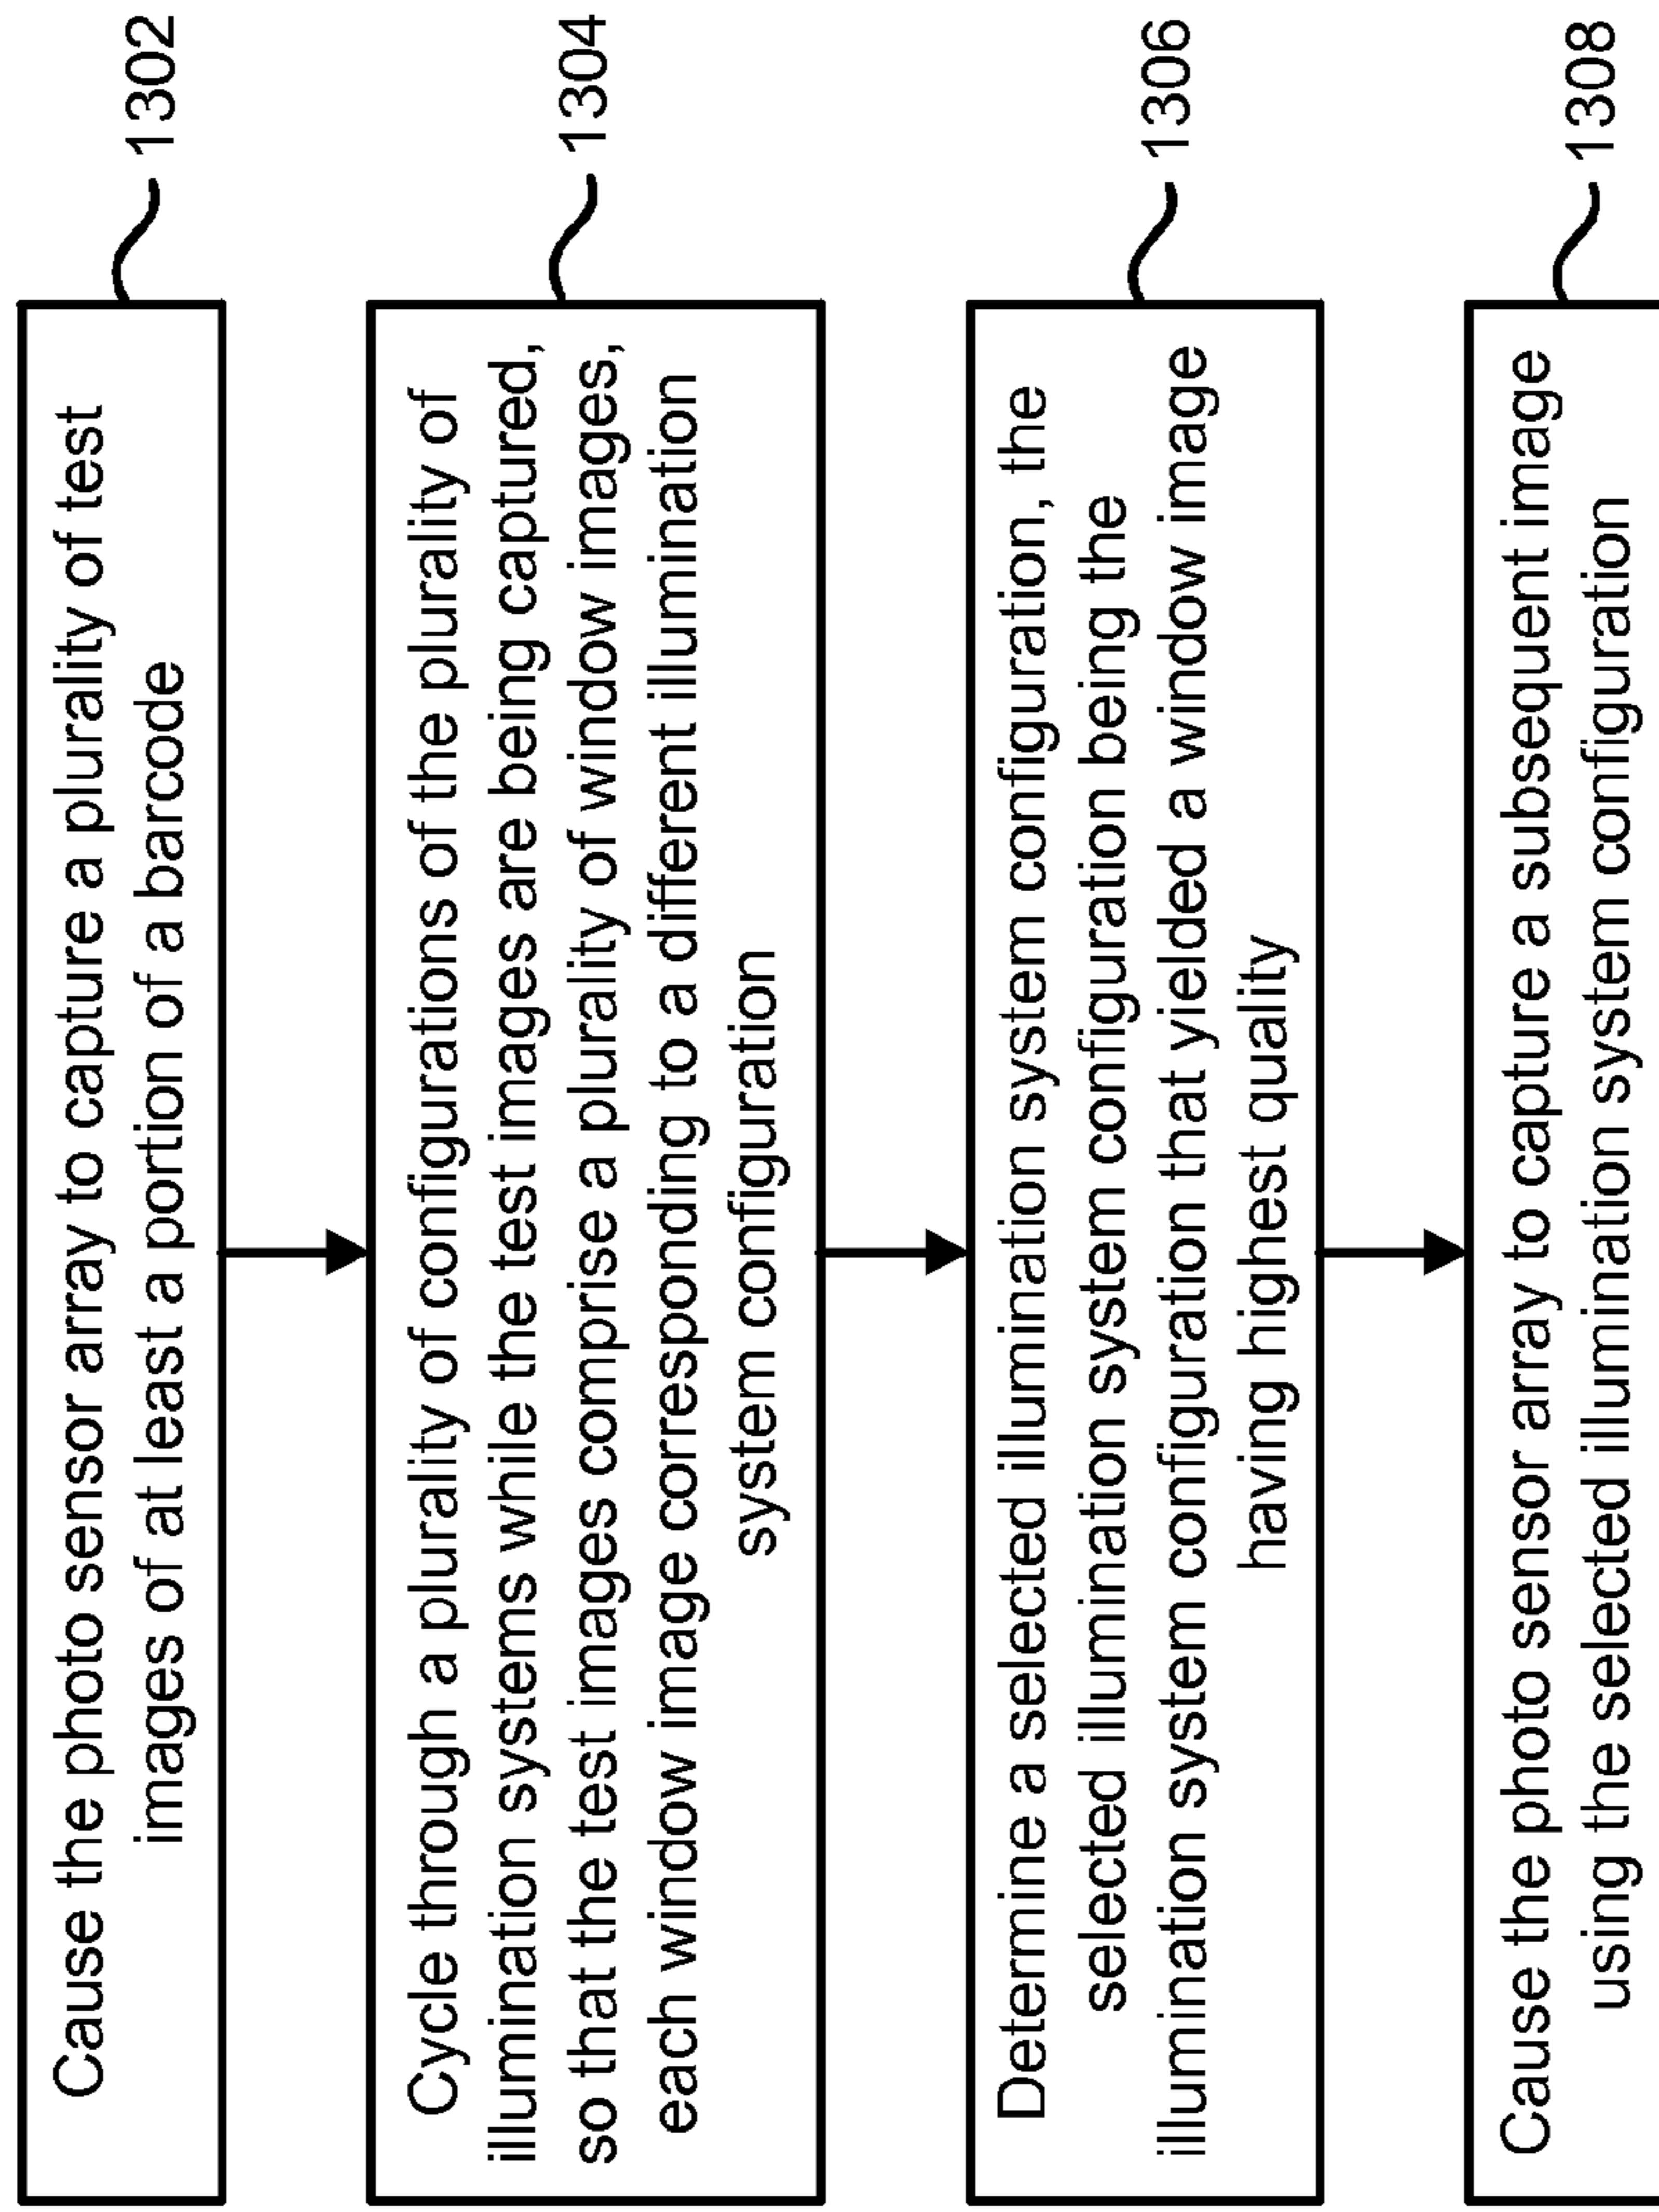 Cause the photo sensor array to capture a plurality of test
images of at least a portion of a barcode
1302
Cycle through a plurality of configurations of the plurality of
illumination systems while the test images are being captured,
so that the test images comprise a plurality of window images,
each window image corresponding to a different illumination
system configuration
1304
Determine a selected illumination system configuration, the
selected illumination system configuration being the
illumination system configuration that yielded a window image
having highest quality
1306
Cause the photo sensor array to capture a subsequent image
using the selected illumination system configuration
1308